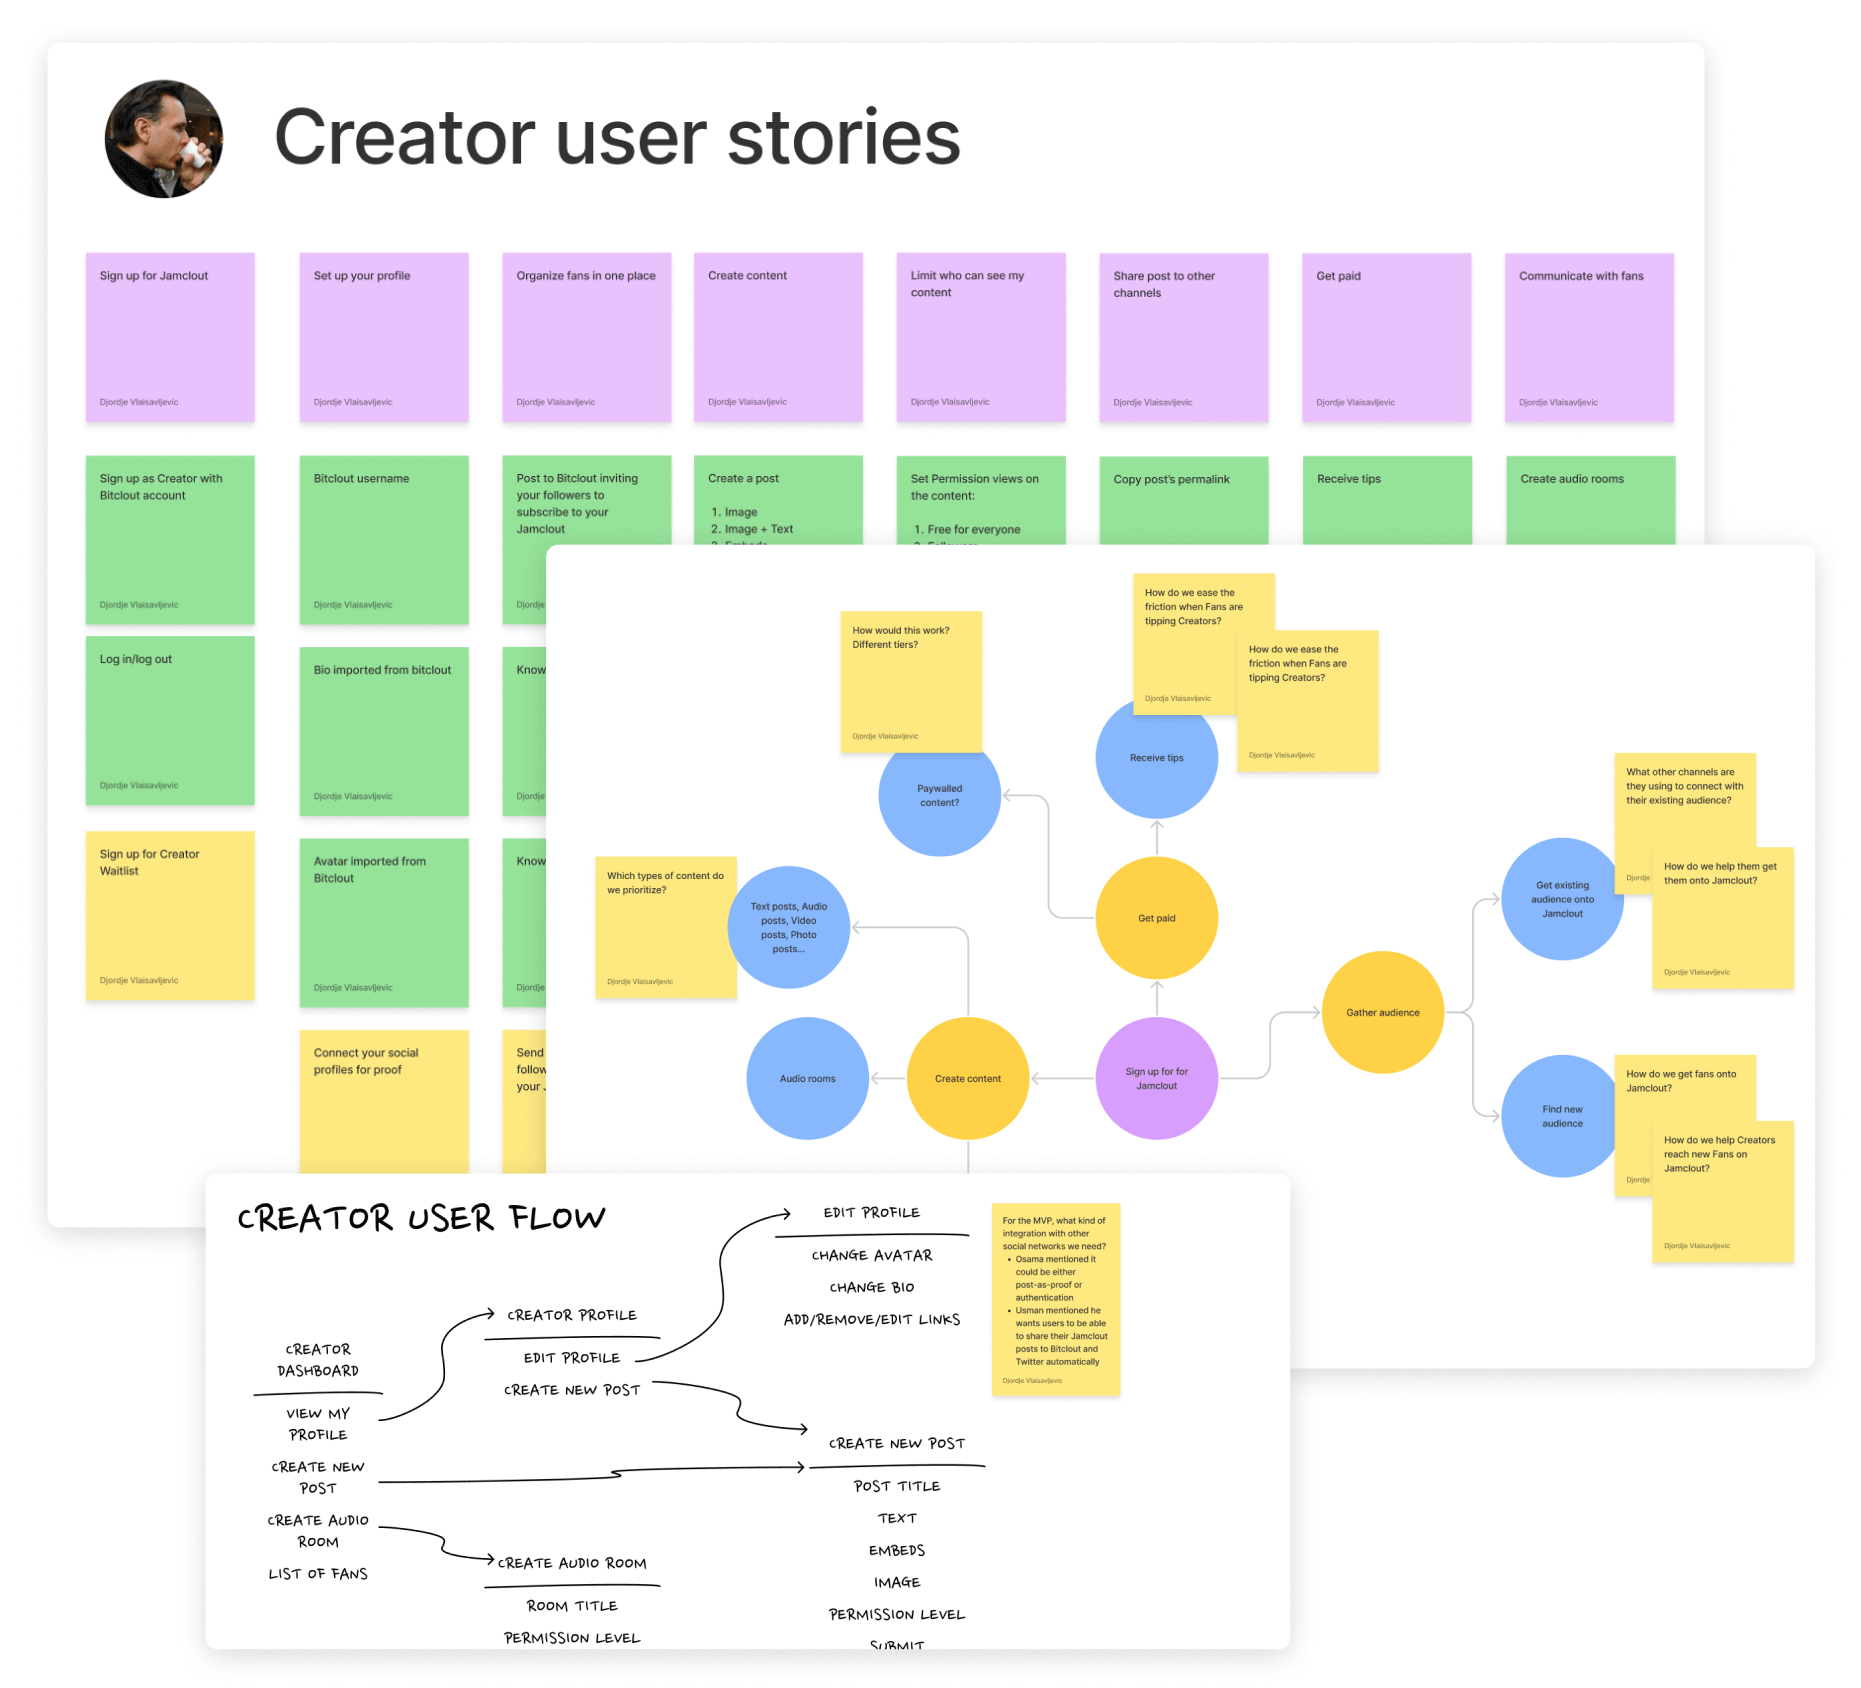 Creator user stories
Sign up for Jamclout
Djordje Vlaisavljevic
Set up your profile
Djordje Vlaisavljevic
Organize fans in one place
Djordje Vlaisavljevic
Create content
Djordje Vlaisavljevic
Limit who can see my
content
Djordje Vlaisavljevic
Share post to other
channels
Djordje Vlaisavljevic
Get paid
Djordje Vlaisavljevic
Communicate with fans
Djordje Vlaisavljevic
Sign up as Creator with
Bitclout account
Djordje Vlaisavljevic
Bitclout username
Djordje Vlaisavljevic
Post to Bitclout inviting
your followers to
subscribe to your
Jamclout
Djordje
Create a post
1. Image
2. Image + Text
3. Embeds
Set Permission views on
the content:
1. Free for everyone
2. Followers
Copy post's permalink
Receive tips
Create audio rooms
Log in/log out
Djordje Vlaisavljevic
Bio imported from bitclout
Djordje Vlaisavljevic
Know
Djordje
Sign up for Creator
Waitlist
Djordje Vlaisavljevic
Avatar imported from
Bitclout
Djordje Vlaisavljevic
Know
Djordje
Connect your social
profiles for proof
Send
follow
your J
How would this work?
Different tiers?
Djordje Vlaisavljevic
How do we ease the
friction when Fans are
tipping Creators?
Djordje Vlaisavljevic
How do we ease the
friction when Fans are
tipping Creators?
Djordje Vlaisavljevic
Paywalled
content?
Receive tips
Which types of content do
we prioritize?
Djordje Vlaisavljevic
Text posts, Audio
posts, Video
posts, Photo
posts...
Get paid
What other channels are
they using to connect with
their existing audience?
Djordje
How do we help them get
them onto Jamclout?
Djordje Vlaisavljevic
Get existing
audience onto
Jamclout
Gather audience
Audio rooms
Create content
Sign up for for
Jamclout
Find new
audience
How do we get fans onto
Jamclout?
Djordje
How do we help Creators
reach new Fans on
Jamclout?
Djordje Vlaisavljevic
CREATOR USER FLOW
CREATOR
DASHBOARD
VIEW MY
PROFILE
CREATE NEW
POST
CREATE AUDIO
ROOM
LIST OF FANS
CREATOR PROFILE
EDIT PROFILE
CREATE NEW POST
CREATE AUDIO ROOM
ROOM TITLE
PERMISSION LEVEL
EDIT PROFILE
CHANGE AVATAR
CHANGE BIO
ADD/REMOVE/EDIT LINKS
CREATE NEW POST
POST TITLE
TEXT
EMBEDS
IMAGE
PERMISSION LEVEL
SUBMIT
For the MVP, what kind of
integration with other
social networks we need?
• Osama mentioned it
could be either
post-as-proof or
authentication
• Usman mentioned he
wants users to be able
to share their Jamclout
posts to Bitclout and
Twitter automatically
Djordje Vlaisavljevic